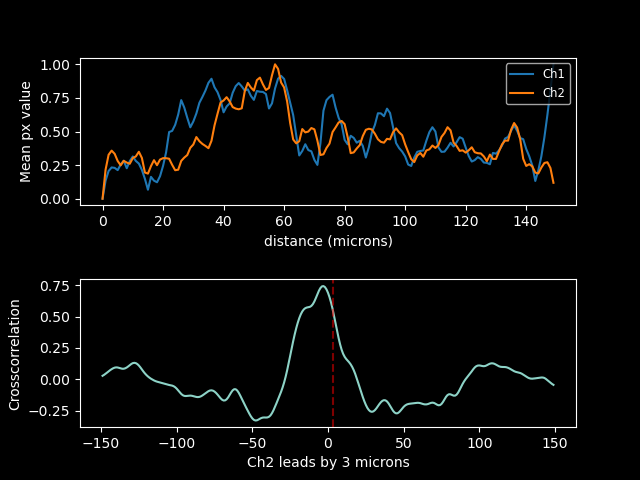 1.00
0.75
0.50
0.25
0.00
Mean px value
Ch1
Ch2
0 20 40 60 80 100 120 140
distance (microns)
0.75
0.50
0.25
0.00
−0.25
Crosscorrelation
−150 −100 −50 0 50 100 150
Ch2 leads by 3 microns